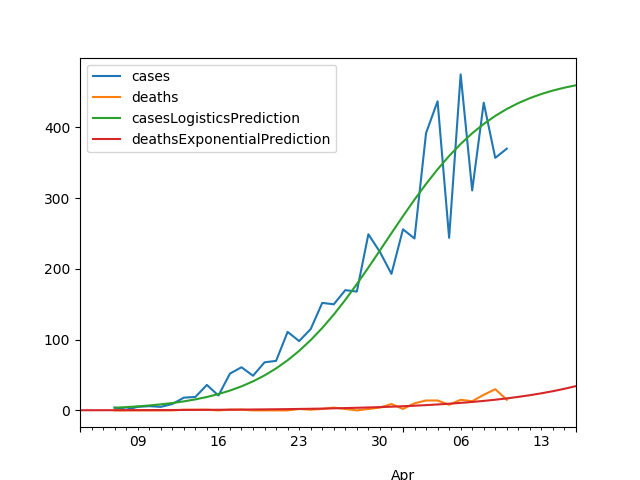 cases
deaths
casesLogisticsPrediction
deathsExponentialPrediction
400
300
200
100
0
09 16 23 30 06 13
Apr